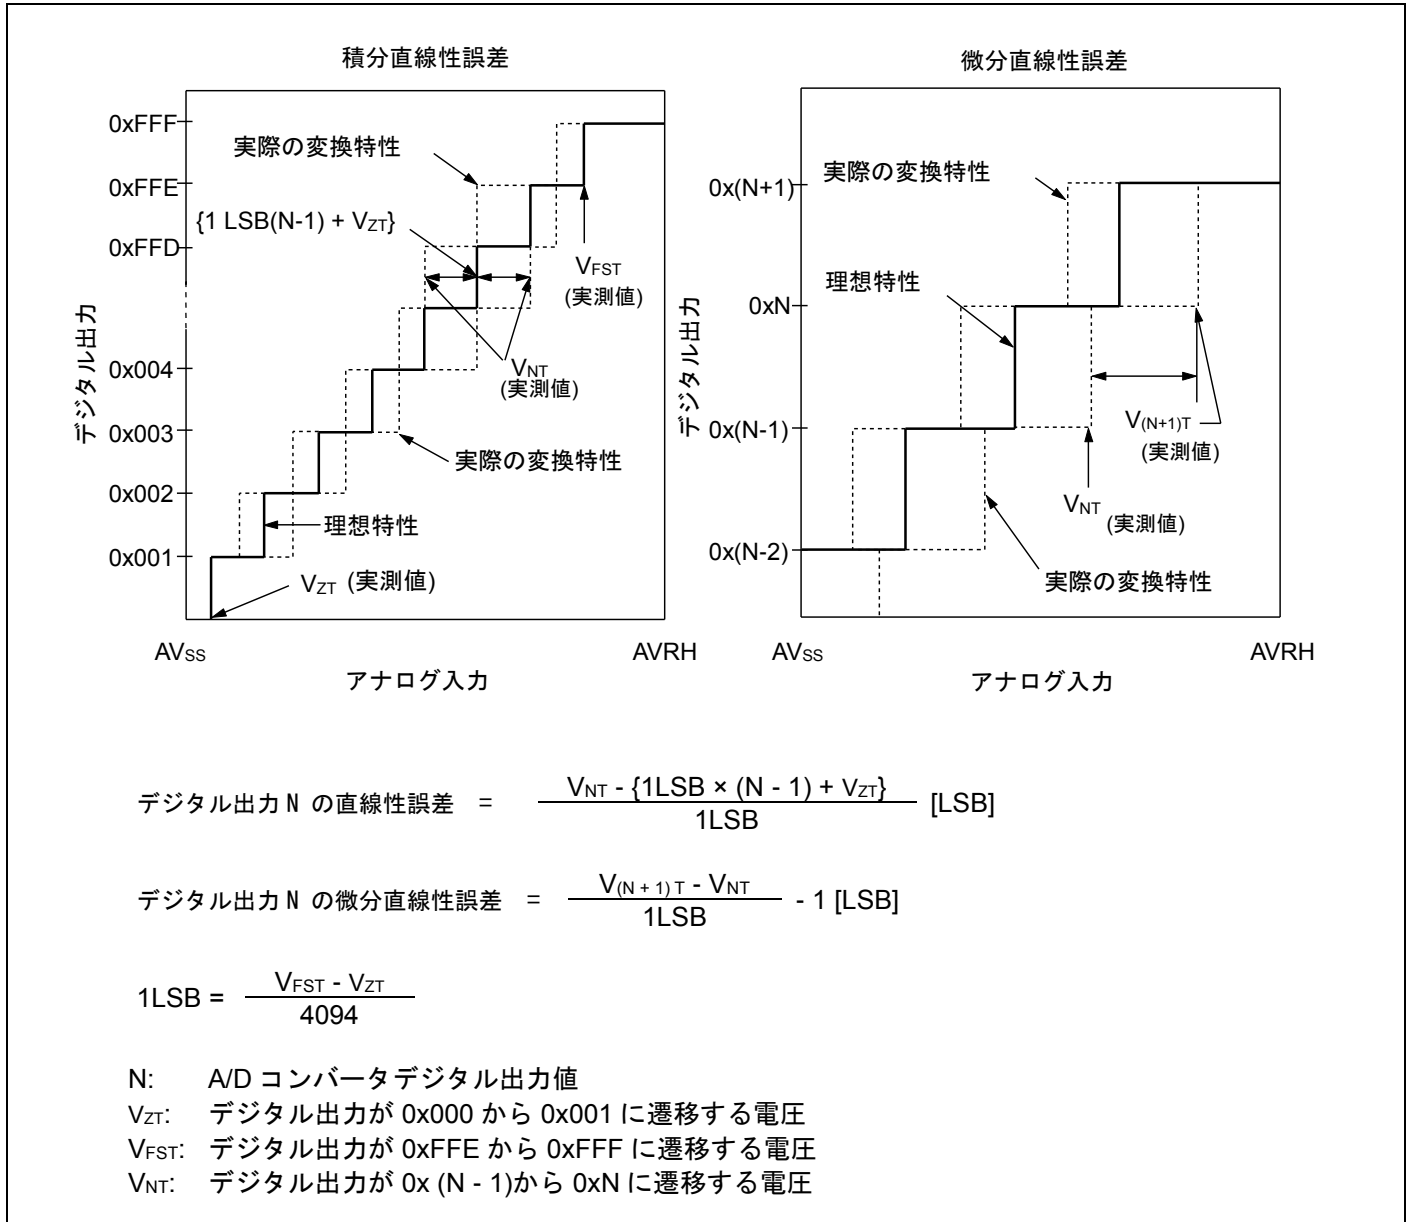 積分直線性誤差
0xFFF
0xFFE
0xFFD
0x004
0x003
0x002
0x001
デジタル出力
実際の変換特性
{1 LSB(N-1) + VZT}
VFST
(実測値)
VNT
(実測値)
実際の変換特性
理想特性
VZT (実測値)
AVSS
AVRH
アナログ入力
微分直線性誤差
0x(N+1)
0xN
0x(N-1)
0x(N-2)
デジタル出力
実際の変換特性
理想特性
V(N+1)T
(実測値)
VNT
(実測値)
実際の変換特性
AVSS
AVRH
アナログ入力
デジタル出力 N の直線性誤差 = VNT - {1LSB × (N - 1) + VZT} / 1LSB [LSB]
デジタル出力 N の微分直線性誤差 = V(N + 1) T - VNT / 1LSB - 1 [LSB]
1LSB = VFST - VZT / 4094
N: A/D コンバータデジタル出力値
VZT: デジタル出力が 0x000 から 0x001 に遷移する電圧
VFST: デジタル出力が 0xFFE から 0xFFF に遷移する電圧
VNT: デジタル出力が 0x (N - 1)から 0xN に遷移する電圧